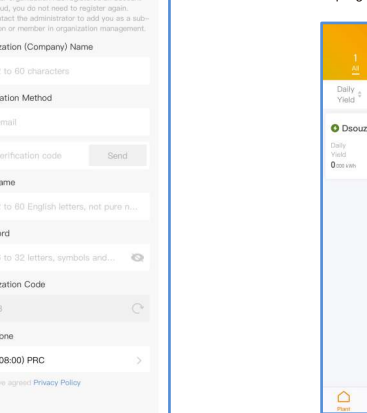 ud, you do not need to register again.
ntact the administrator to add you as a sub-
on or member in organization management.
zation (Company) Name
to 60 characters
ation Method
mail
erification code Send
ame
to 60 English letters, not pure n...
ord
to 32 letters, symbols and...
zation Code
one
08:00) PRC
e agreed Privacy Policy
1
All
Daily
Yield
Dsouz
Daily
Yield
0.000 kWh
Plant